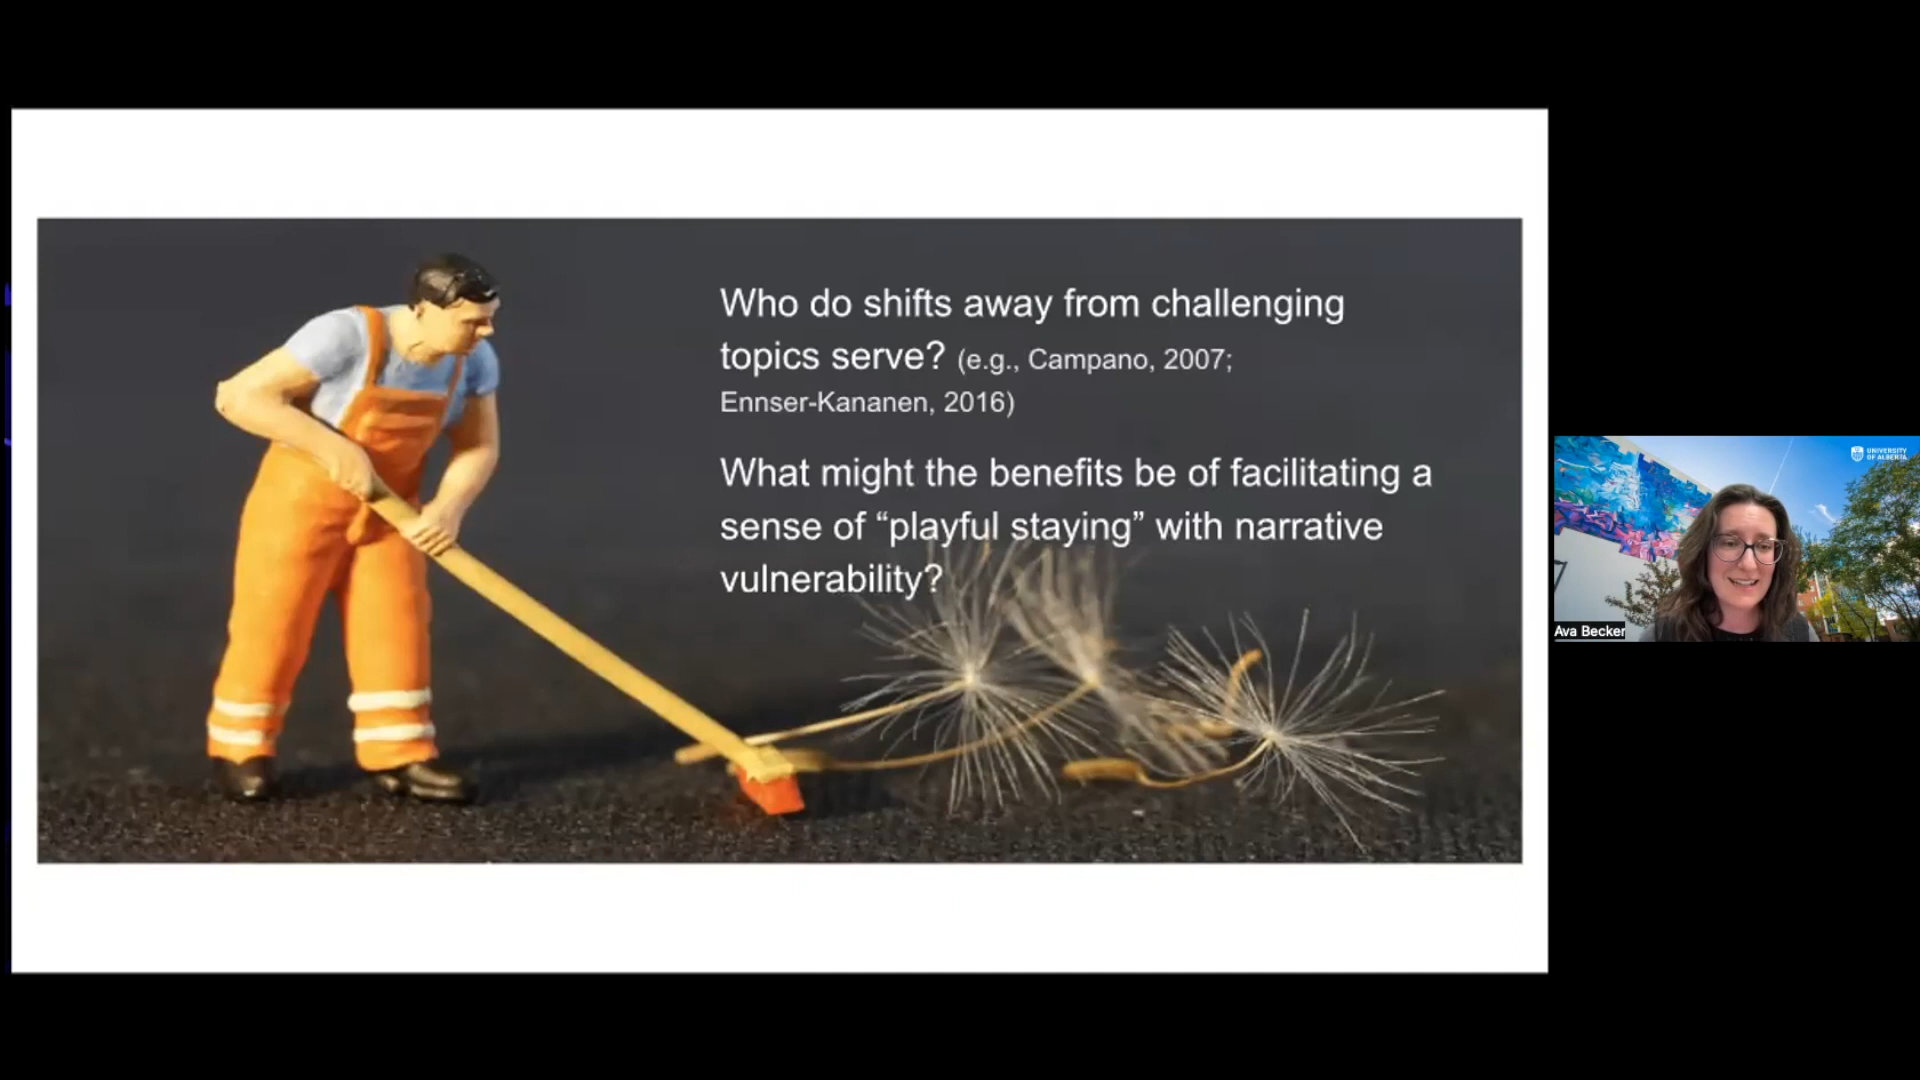 Who do shifts away from challenging
topics serve? (e.g., Campano, 2007;
Ennser-Kananen, 2016)
What might the benefits be of facilitating a
sense of “playful staying” with narrative
vulnerability?
UNIVERSITY
OF ALBERTA
Ava Becker